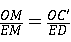 OM/EM = OC'/ED